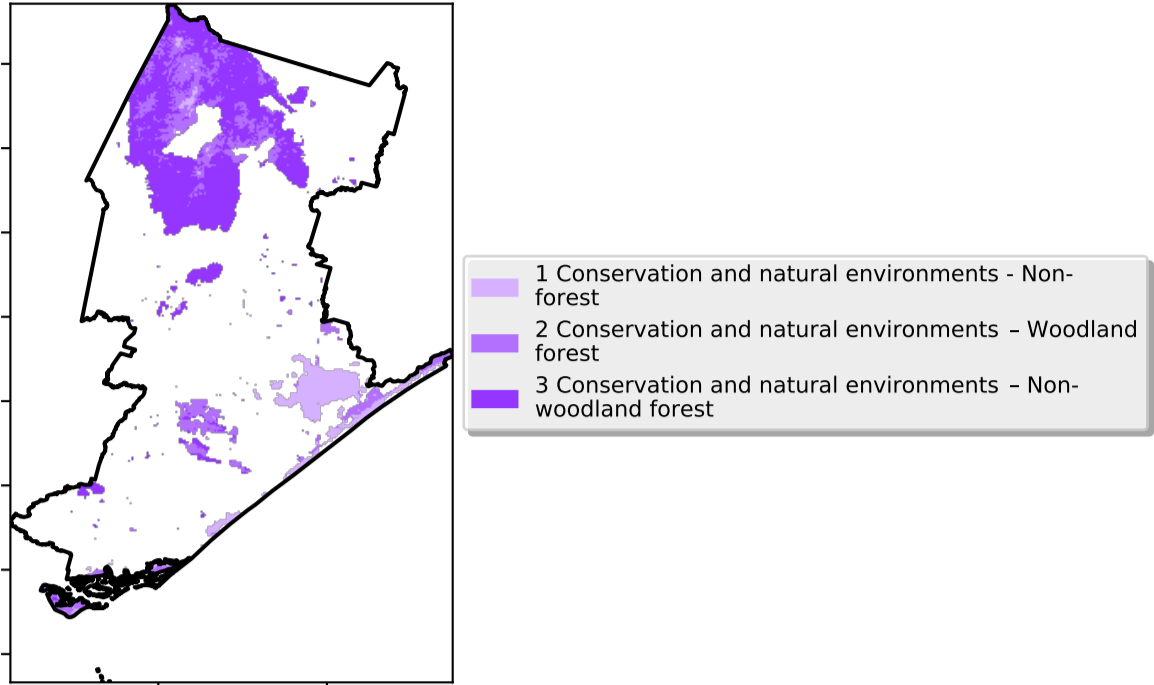 1 Conservation and natural environments - Non-
forest
2 Conservation and natural environments – Woodland
forest
3 Conservation and natural environments – Non-
woodland forest